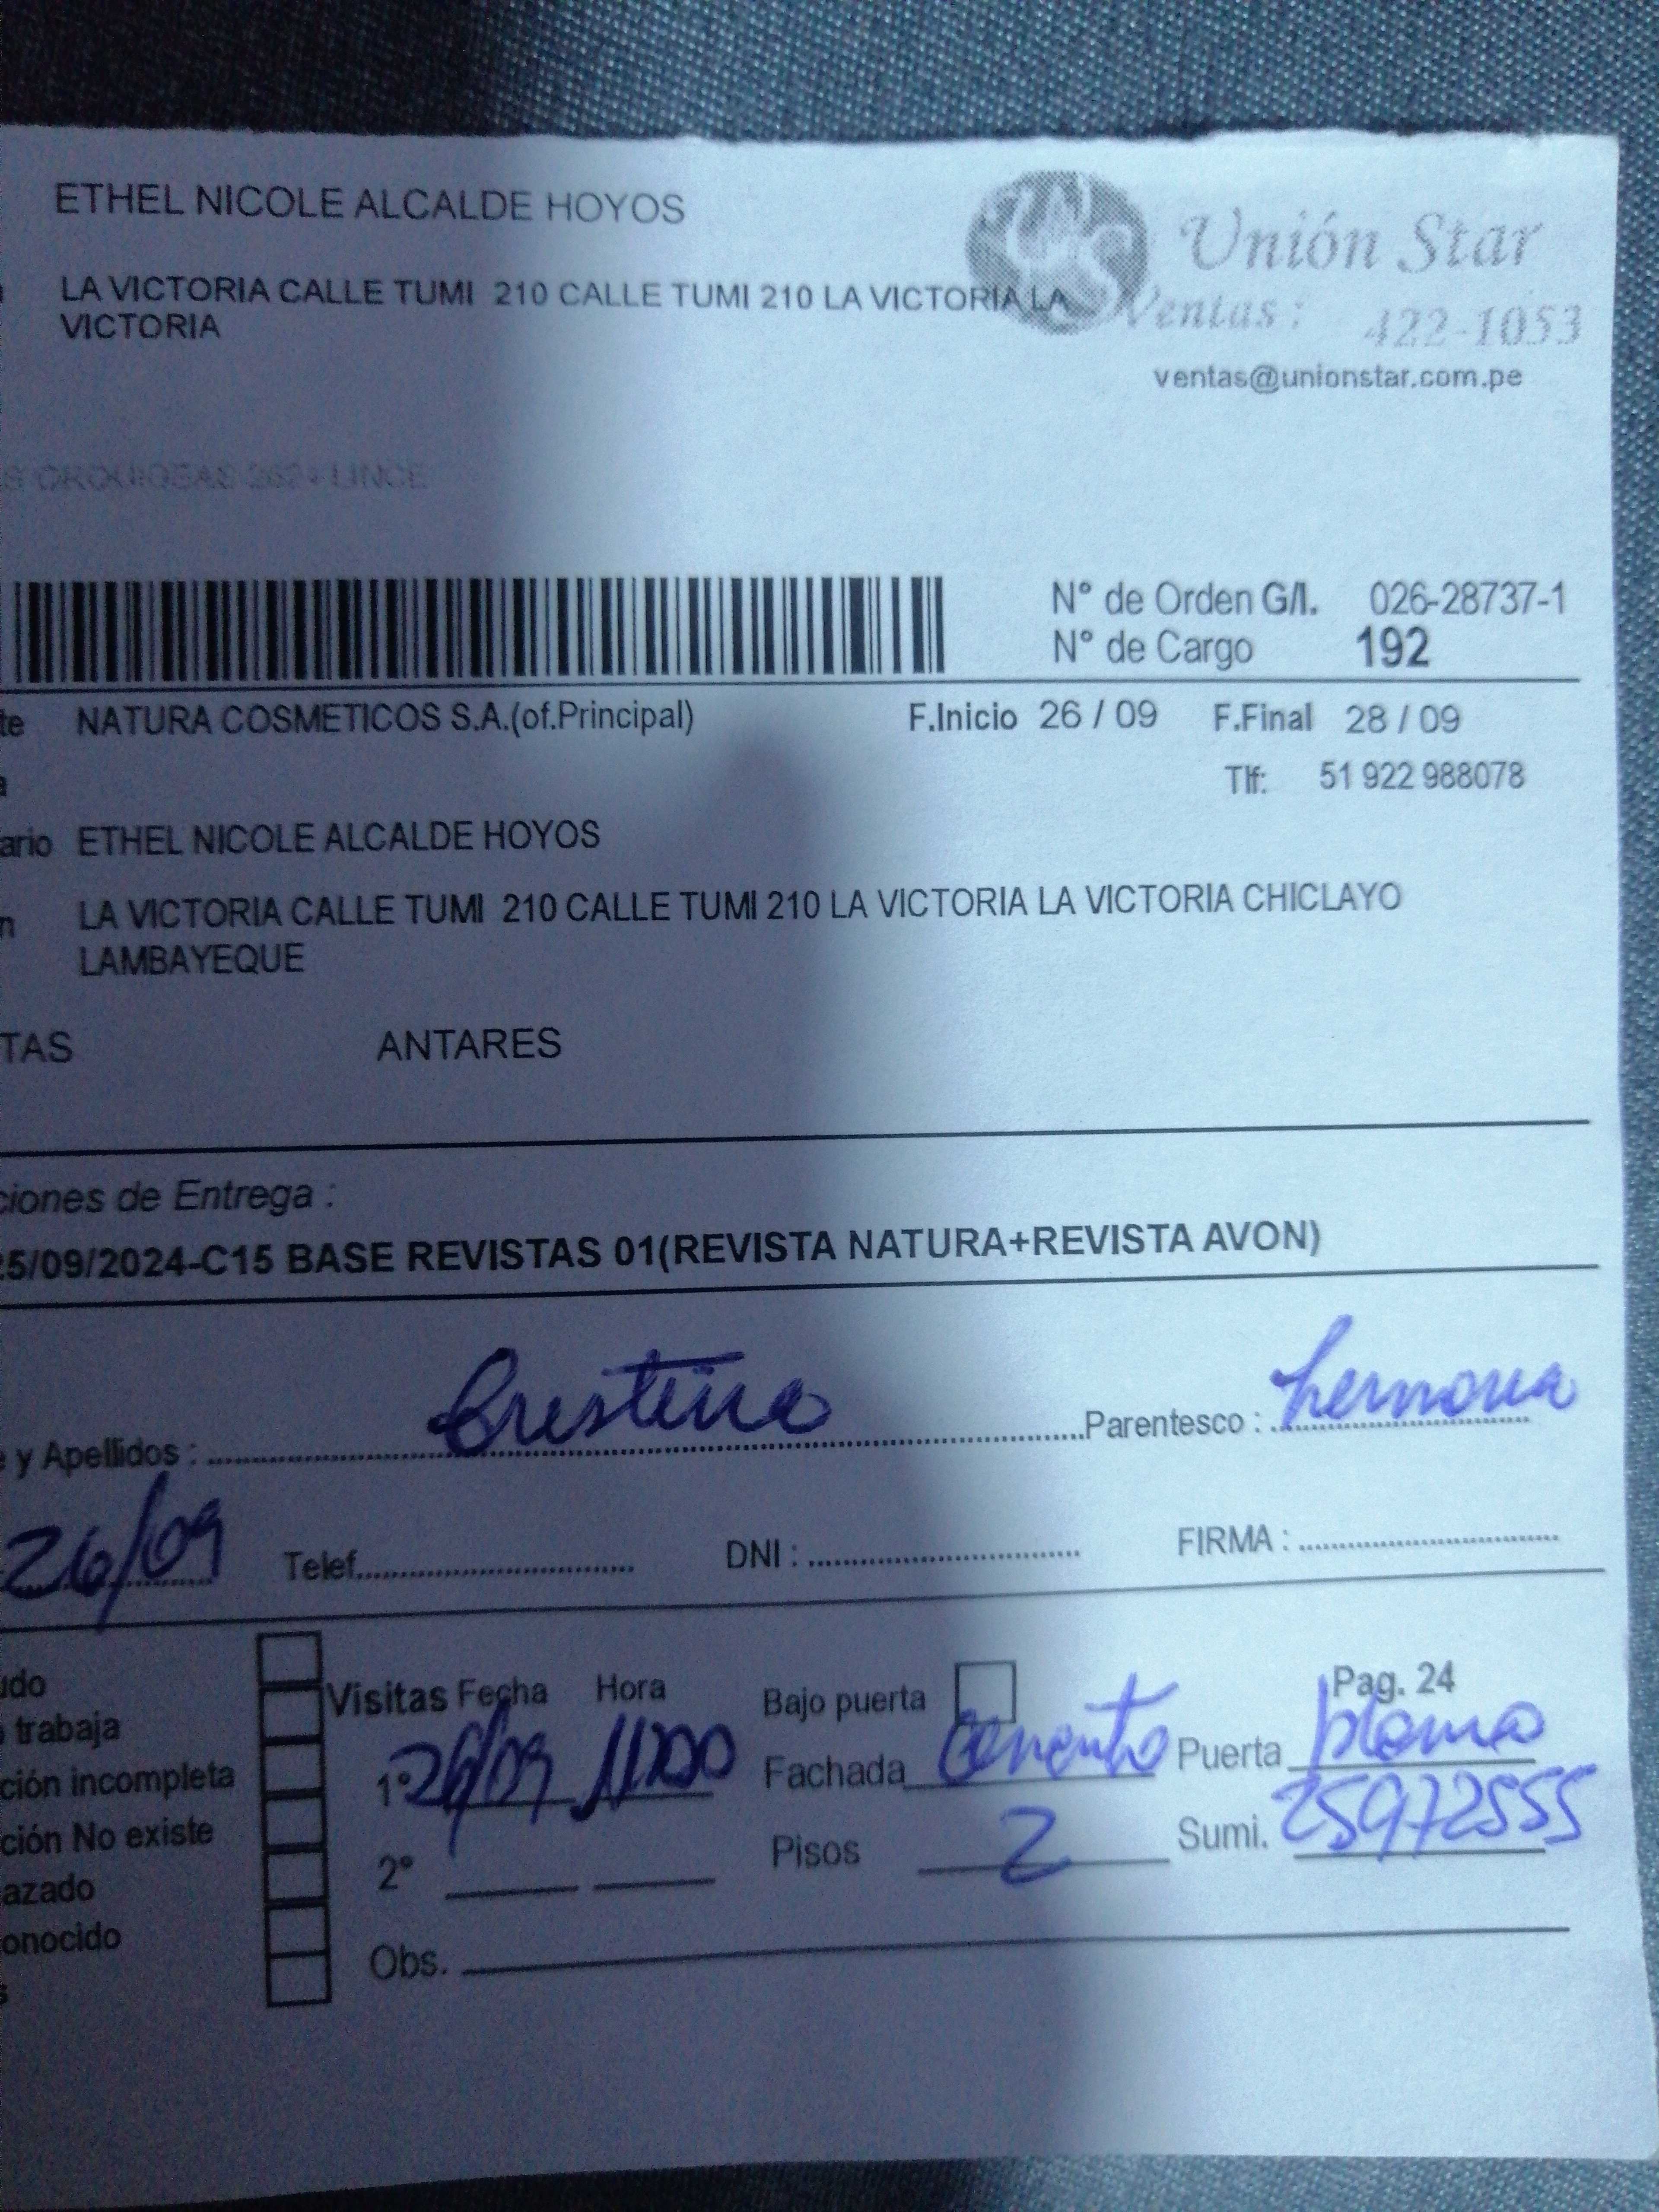 ETHEL NICOLE ALCALDE HOYOS
Unión Star
LA VICTORIA CALLE TUMI 210 CALLE TUMI 210 LA VICTORIA LA
VICTORIA
Ventas: 422-1053
ventas@unionstar.com.pe
S ORQUIDEAS LINCE
N° de Orden G/I. 026-28737-1
N° de Cargo 192
te NATURA COSMETICOS S.A.(of.Principal) F.Inicio 26 / 09 F.Final 28 / 09
a Tlf: 51 922 988078
ario ETHEL NICOLE ALCALDE HOYOS
n LA VICTORIA CALLE TUMI 210 CALLE TUMI 210 LA VICTORIA LA VICTORIA CHICLAYO
LAMBAYEQUE
TAS ANTARES
ciones de Entrega :
25/09/2024-C15 BASE REVISTAS 01(REVISTA NATURA+REVISTA AVON)
e y Apellidos : Cristina Parentesco : hermana
26/09 Telef. DNI : FIRMA :
udo
o trabaja
ción incompleta
ción No existe
azado
onocido
s
Visitas Fecha Hora Bajo puerta Pag. 24
1° 26/09 Fachada Cemento Puerta plomo
2° Pisos 2 Sumi. 25972555
Obs.